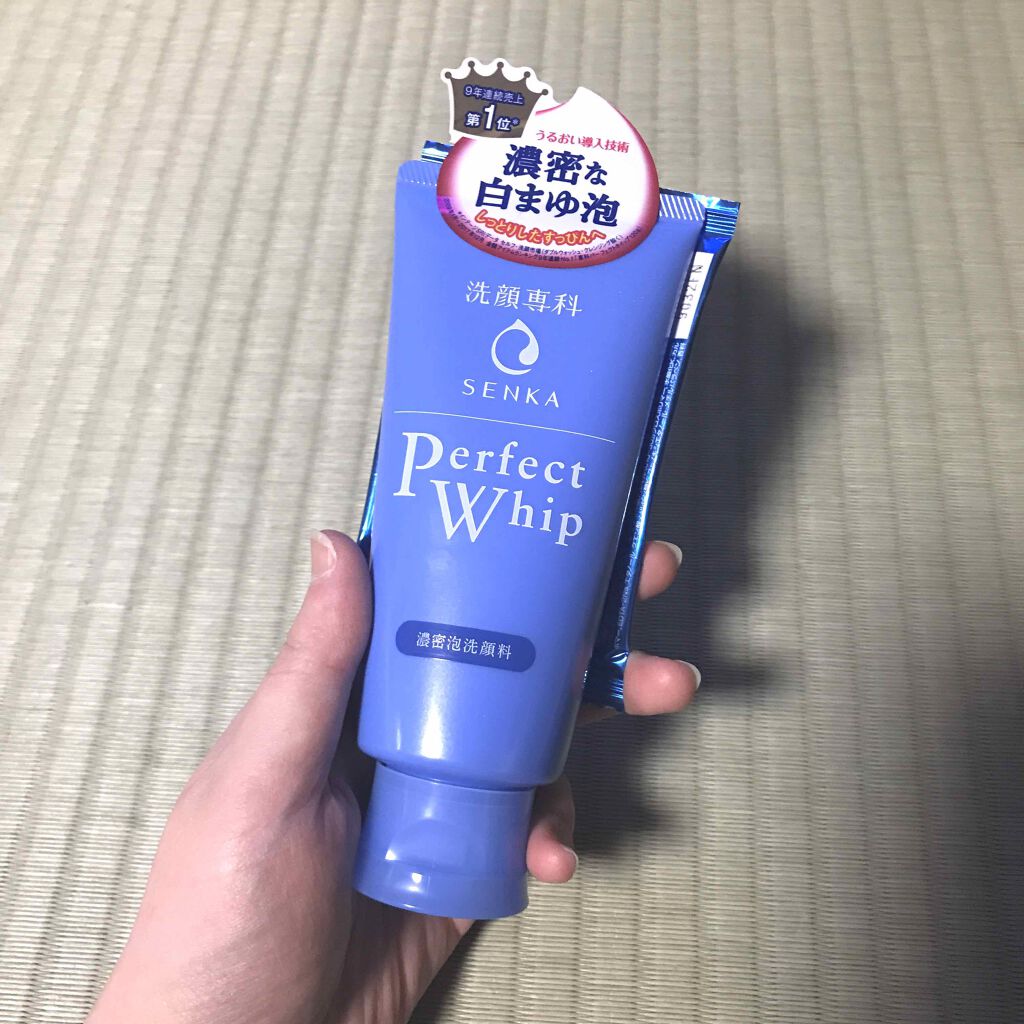 9年連続売上
第1位*
うるおい導入技術
濃密な
白まゆ泡
しっとりしたすっぴんへ
洗顔専科
SENKA
Perfect
Whip
濃密泡洗顔料